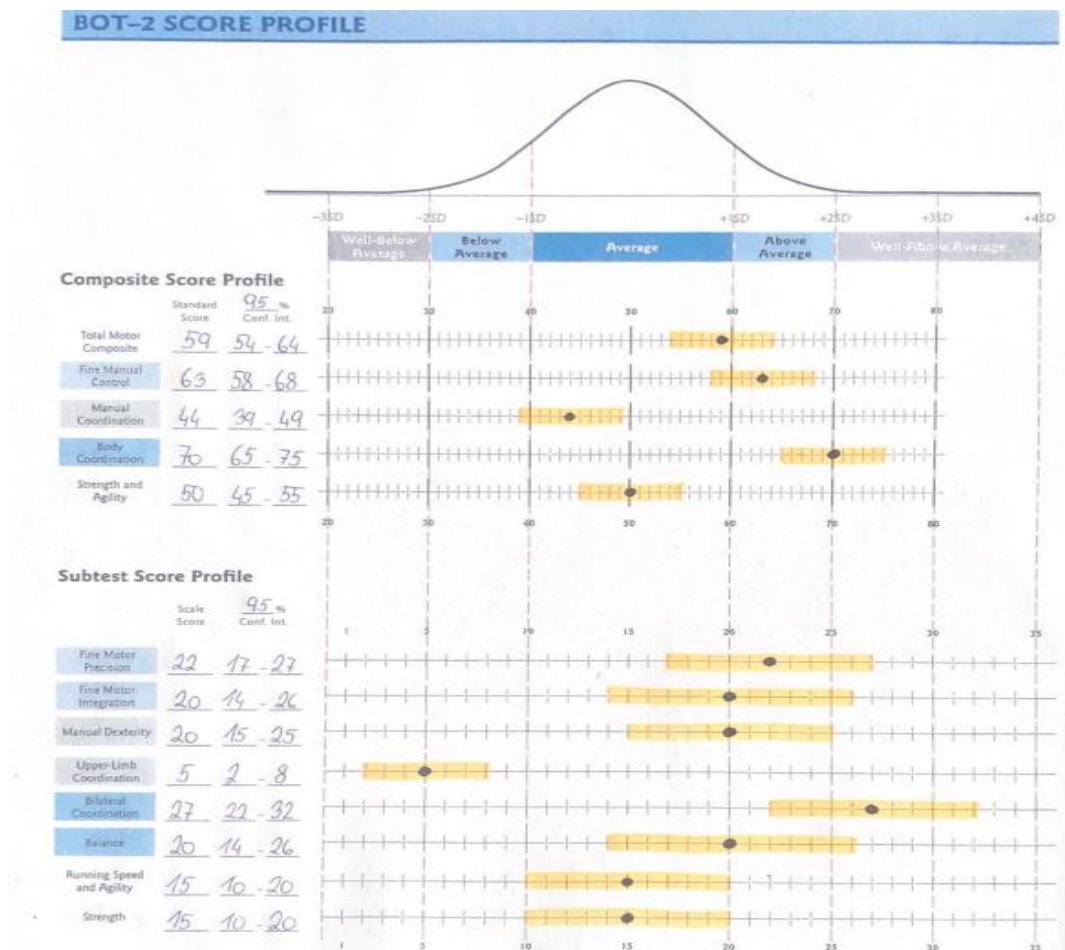 BOT–2 SCORE PROFILE
-3SD -2SD -1SD +1SD +2SD +3SD +4SD
Well-Below Average Below Average Average Above Average Well-Above Average
Composite Score Profile
Standard Score 95 % Conf. Int.
20 30 40 50 60 70 80
Total Motor Composite 59 54 - 64
Fine Manual Control 63 58 - 68
Manual Coordination 44 39 - 49
Body Coordination 70 65 - 75
Strength and Agility 50 45 - 55
20 30 40 50 60 70 80
Subtest Score Profile
Scale Score 95 % Conf. Int.
1 5 10 15 20 25 30 35
Fine Motor Precision 22 17 - 27
Fine Motor Integration 20 14 - 26
Manual Dexterity 20 15 - 25
Upper-Limb Coordination 5 2 - 8
Bilateral Coordination 27 22 - 32
Balance 20 14 - 26
Running Speed and Agility 15 10 - 20
Strength 15 10 - 20
1 5 10 15 20 25 30 35